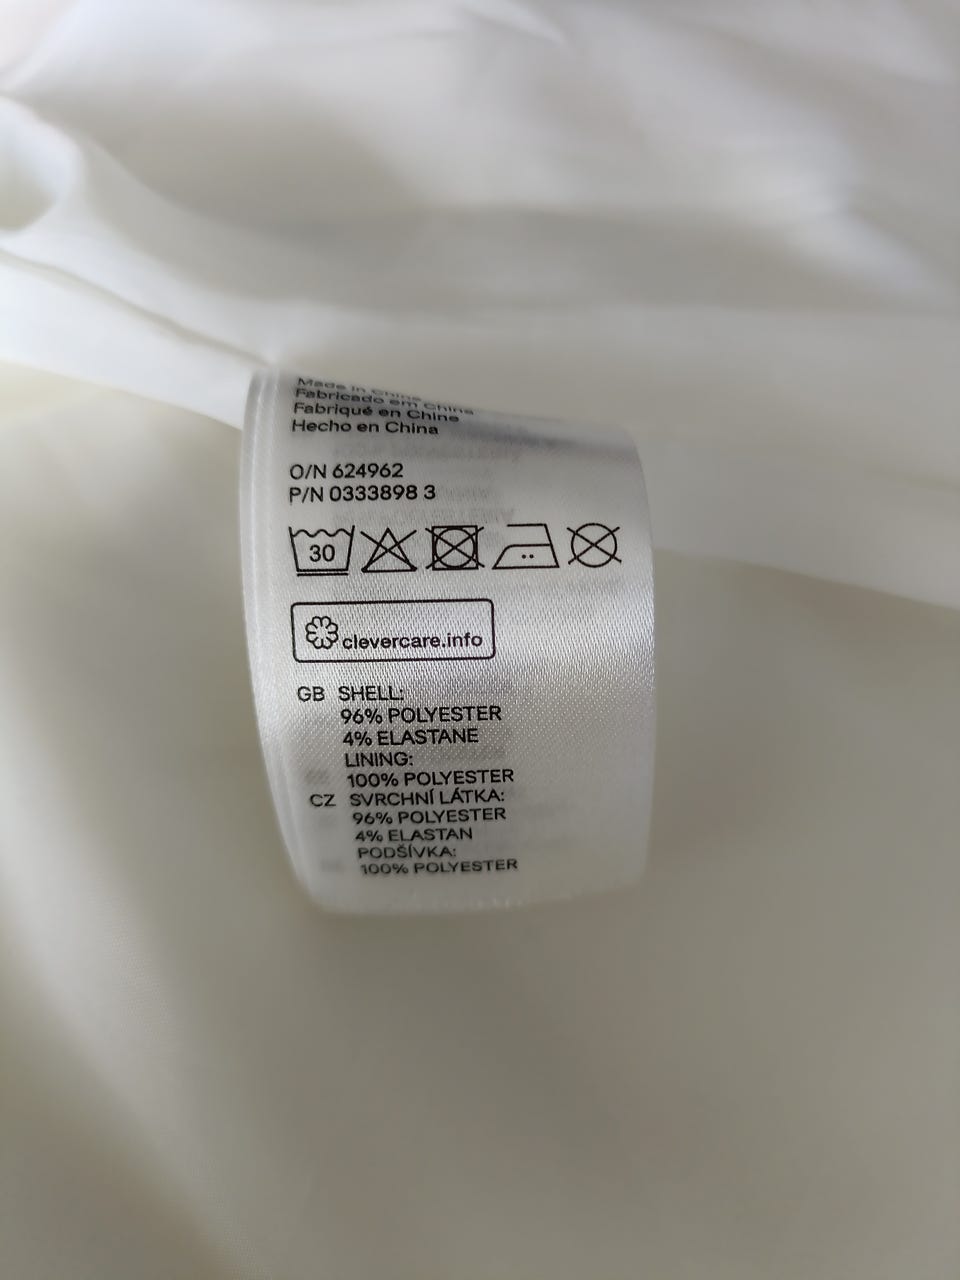 Made in China
Fabricado em China
Fabriqué en Chine
Hecho en China
O/N 624962
P/N 0333898 3
30
clevercare.info
GB SHELL:
96% POLYESTER
4% ELASTANE
LINING:
100% POLYESTER
CZ SVRCHNÍ LÁTKA:
96% POLYESTER
4% ELASTAN
PODŠÍVKA:
100% POLYESTER